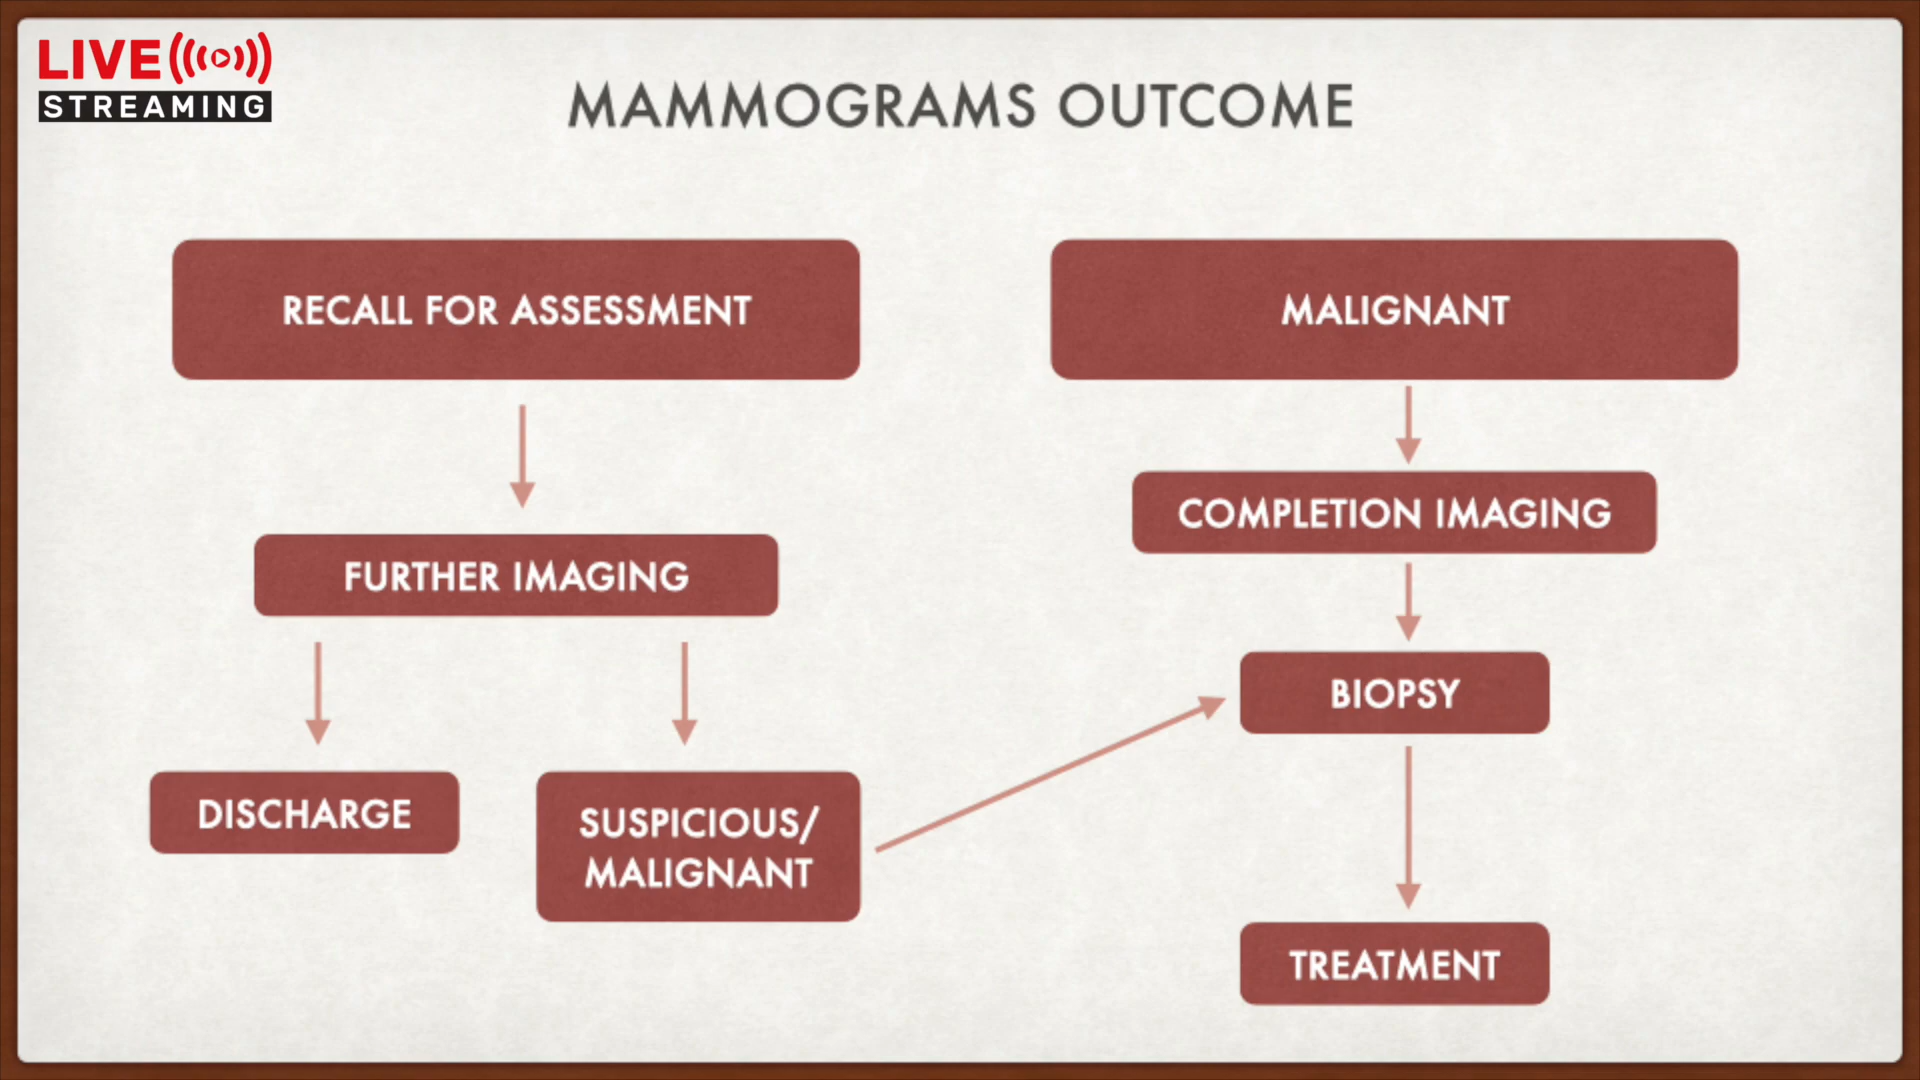 LIVE
STREAMING
MAMMOGRAMS OUTCOME
RECALL FOR ASSESSMENT
MALIGNANT
COMPLETION IMAGING
FURTHER IMAGING
BIOPSY
DISCHARGE
SUSPICIOUS/
MALIGNANT
TREATMENT